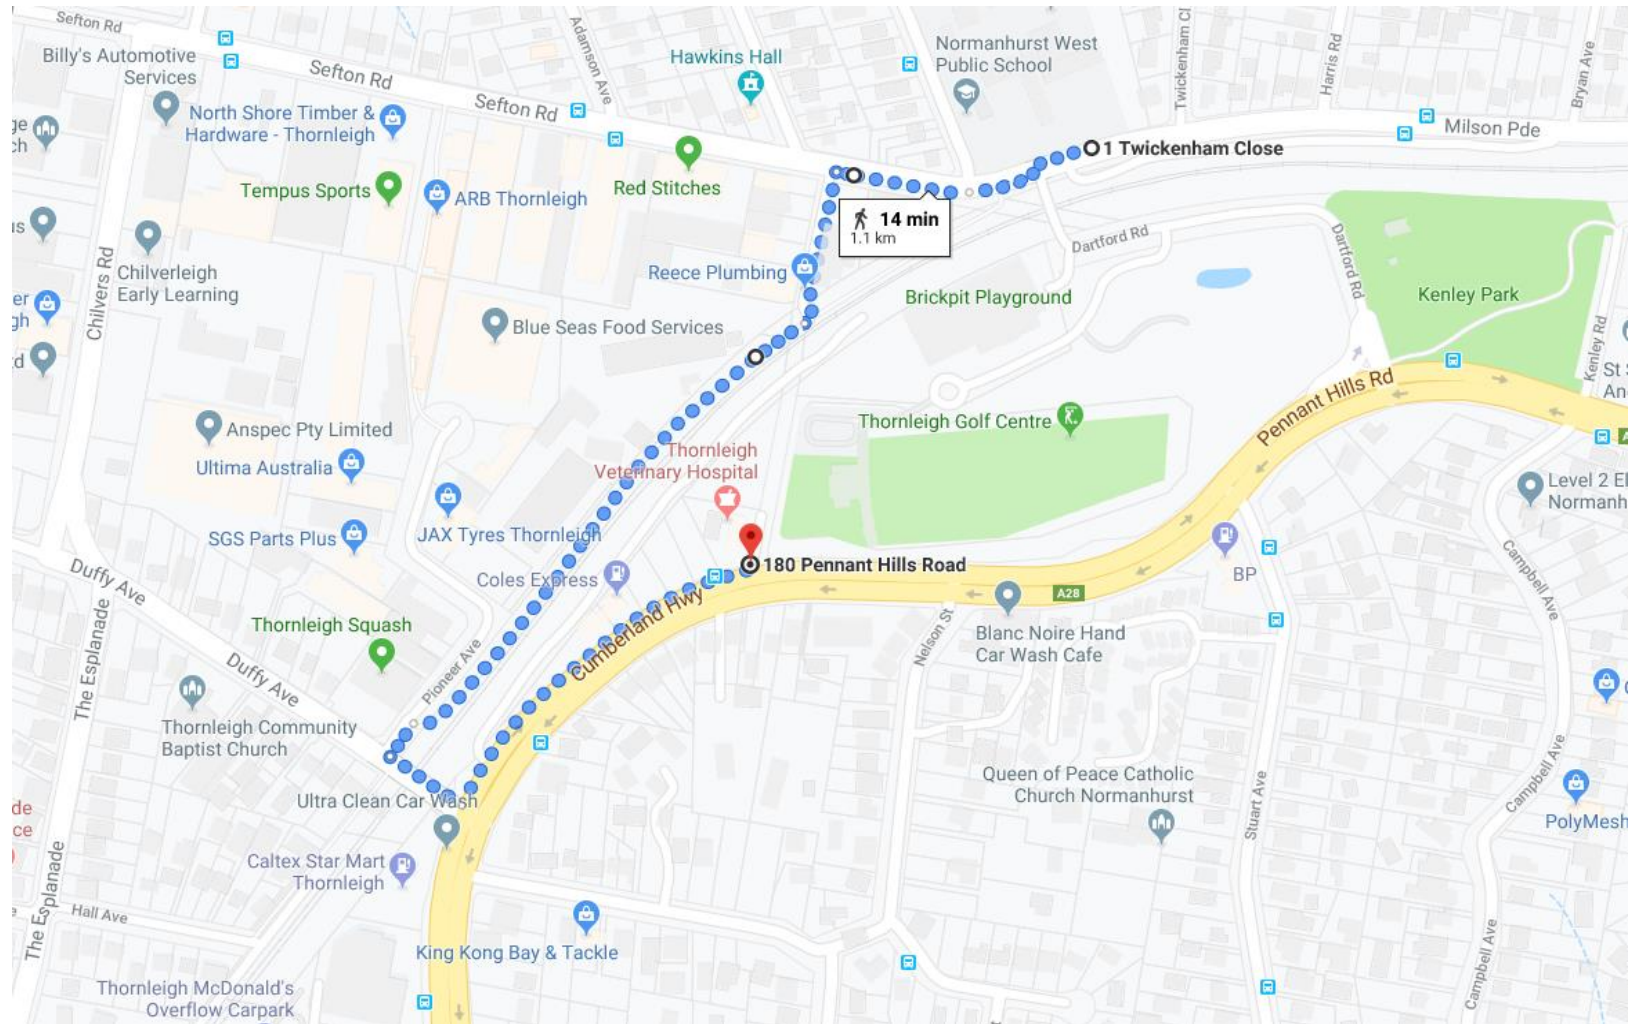 Sefton Rd
Billy's Automotive
Services
Sefton Rd
Adamson Ave
Hawkins Hall
Normanhurst West
Public School
Twickenham Cl
Harris Rd
Bryan Ave
North Shore Timber &
Hardware - Thornleigh
Sefton Rd
Milson Pde
1 Twickenham Close
Tempus Sports
ARB Thornleigh
Red Stitches
14 min
1.1 km
Dartford Rd
Dartford Rd
Chilvers Rd
Chilverleigh
Early Learning
Reece Plumbing
Brickpit Playground
Kenley Park
Blue Seas Food Services
Kenley Rd
Pennant Hills Rd
Anspec Pty Limited
Thornleigh Golf Centre
Ultima Australia
Thornleigh
Veterinary Hospital
Level 2
SGS Parts Plus
JAX Tyres Thornleigh
180 Pennant Hills Road
Coles Express
BP
Campbell Ave
Duffy Ave
A28
Cumberland Hwy
Thornleigh Squash
Nelson St
Blanc Noire Hand
Car Wash Cafe
The Esplanade
Duffy Ave
Pioneer Ave
Thornleigh Community
Baptist Church
Queen of Peace Catholic
Church Normanhurst
Stuart Ave
Campbell Ave
Ultra Clean Car Wash
PolyMesh
Caltex Star Mart
Thornleigh
The Esplanade
Hall Ave
King Kong Bay & Tackle
Campbell Ave
Thornleigh McDonald's
Overflow Carpark